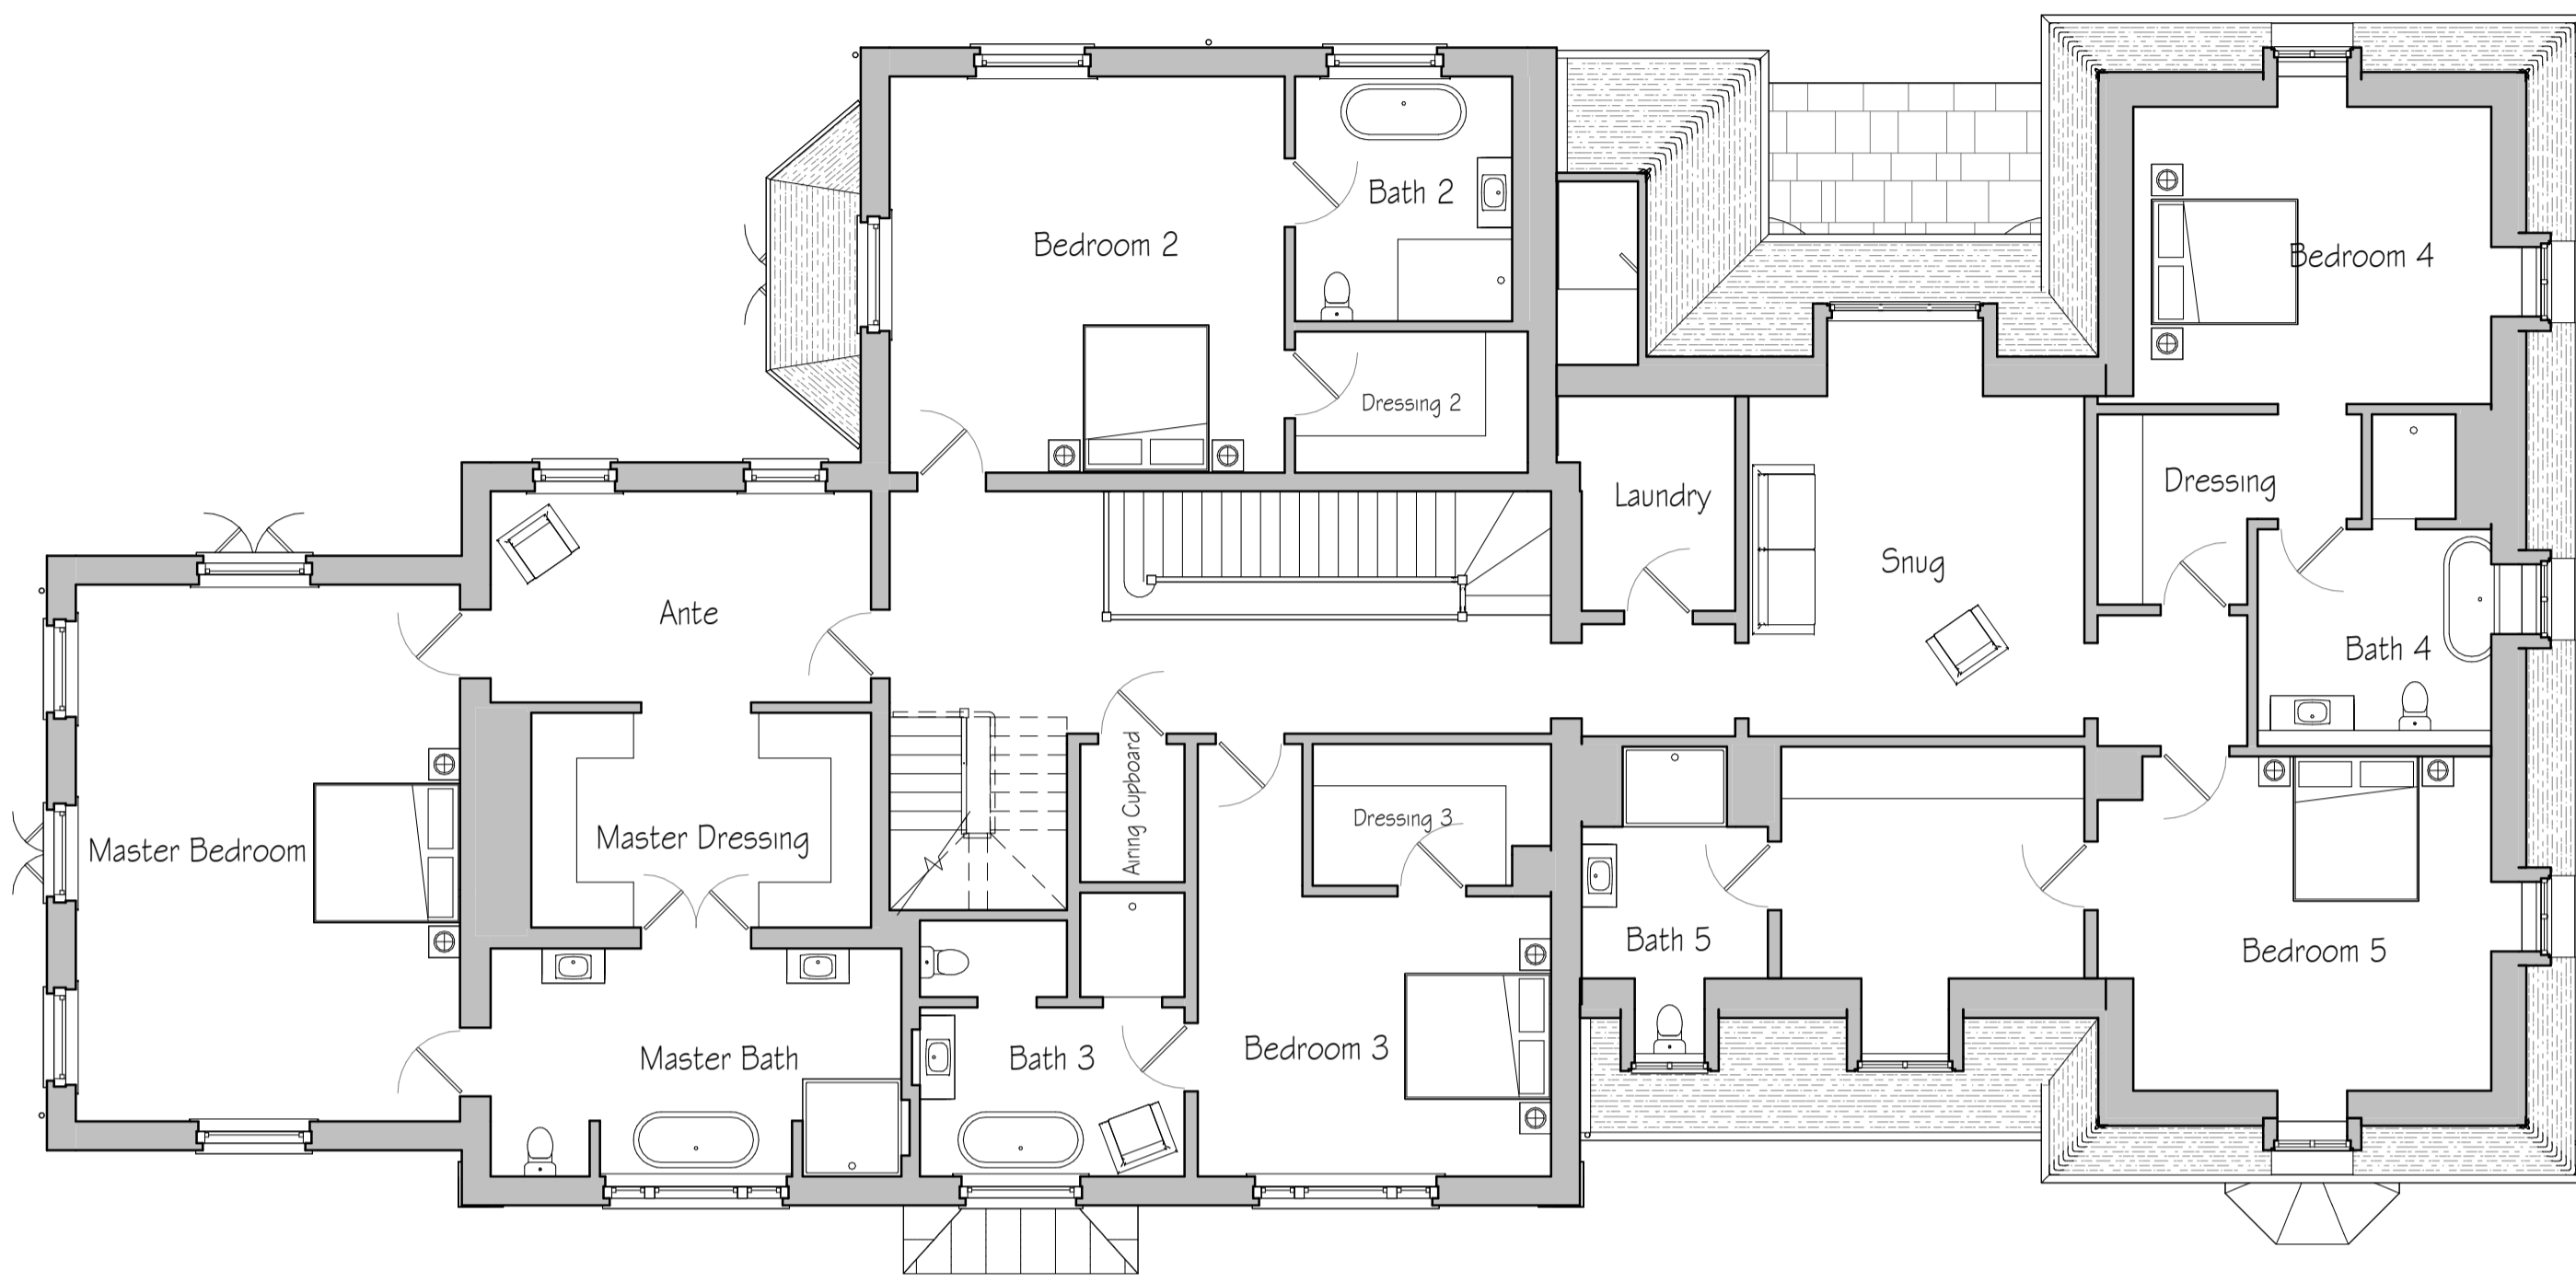 Bedroom 2
Bath 2
Bedroom 4
Dressing 2
Dressing
Laundry
Snug
Ante
Bath 4
Airing Cupboard
Master Bedroom
Master Dressing
Dressing 3
Bath 5
Bedroom 5
Master Bath
Bath 3
Bedroom 3